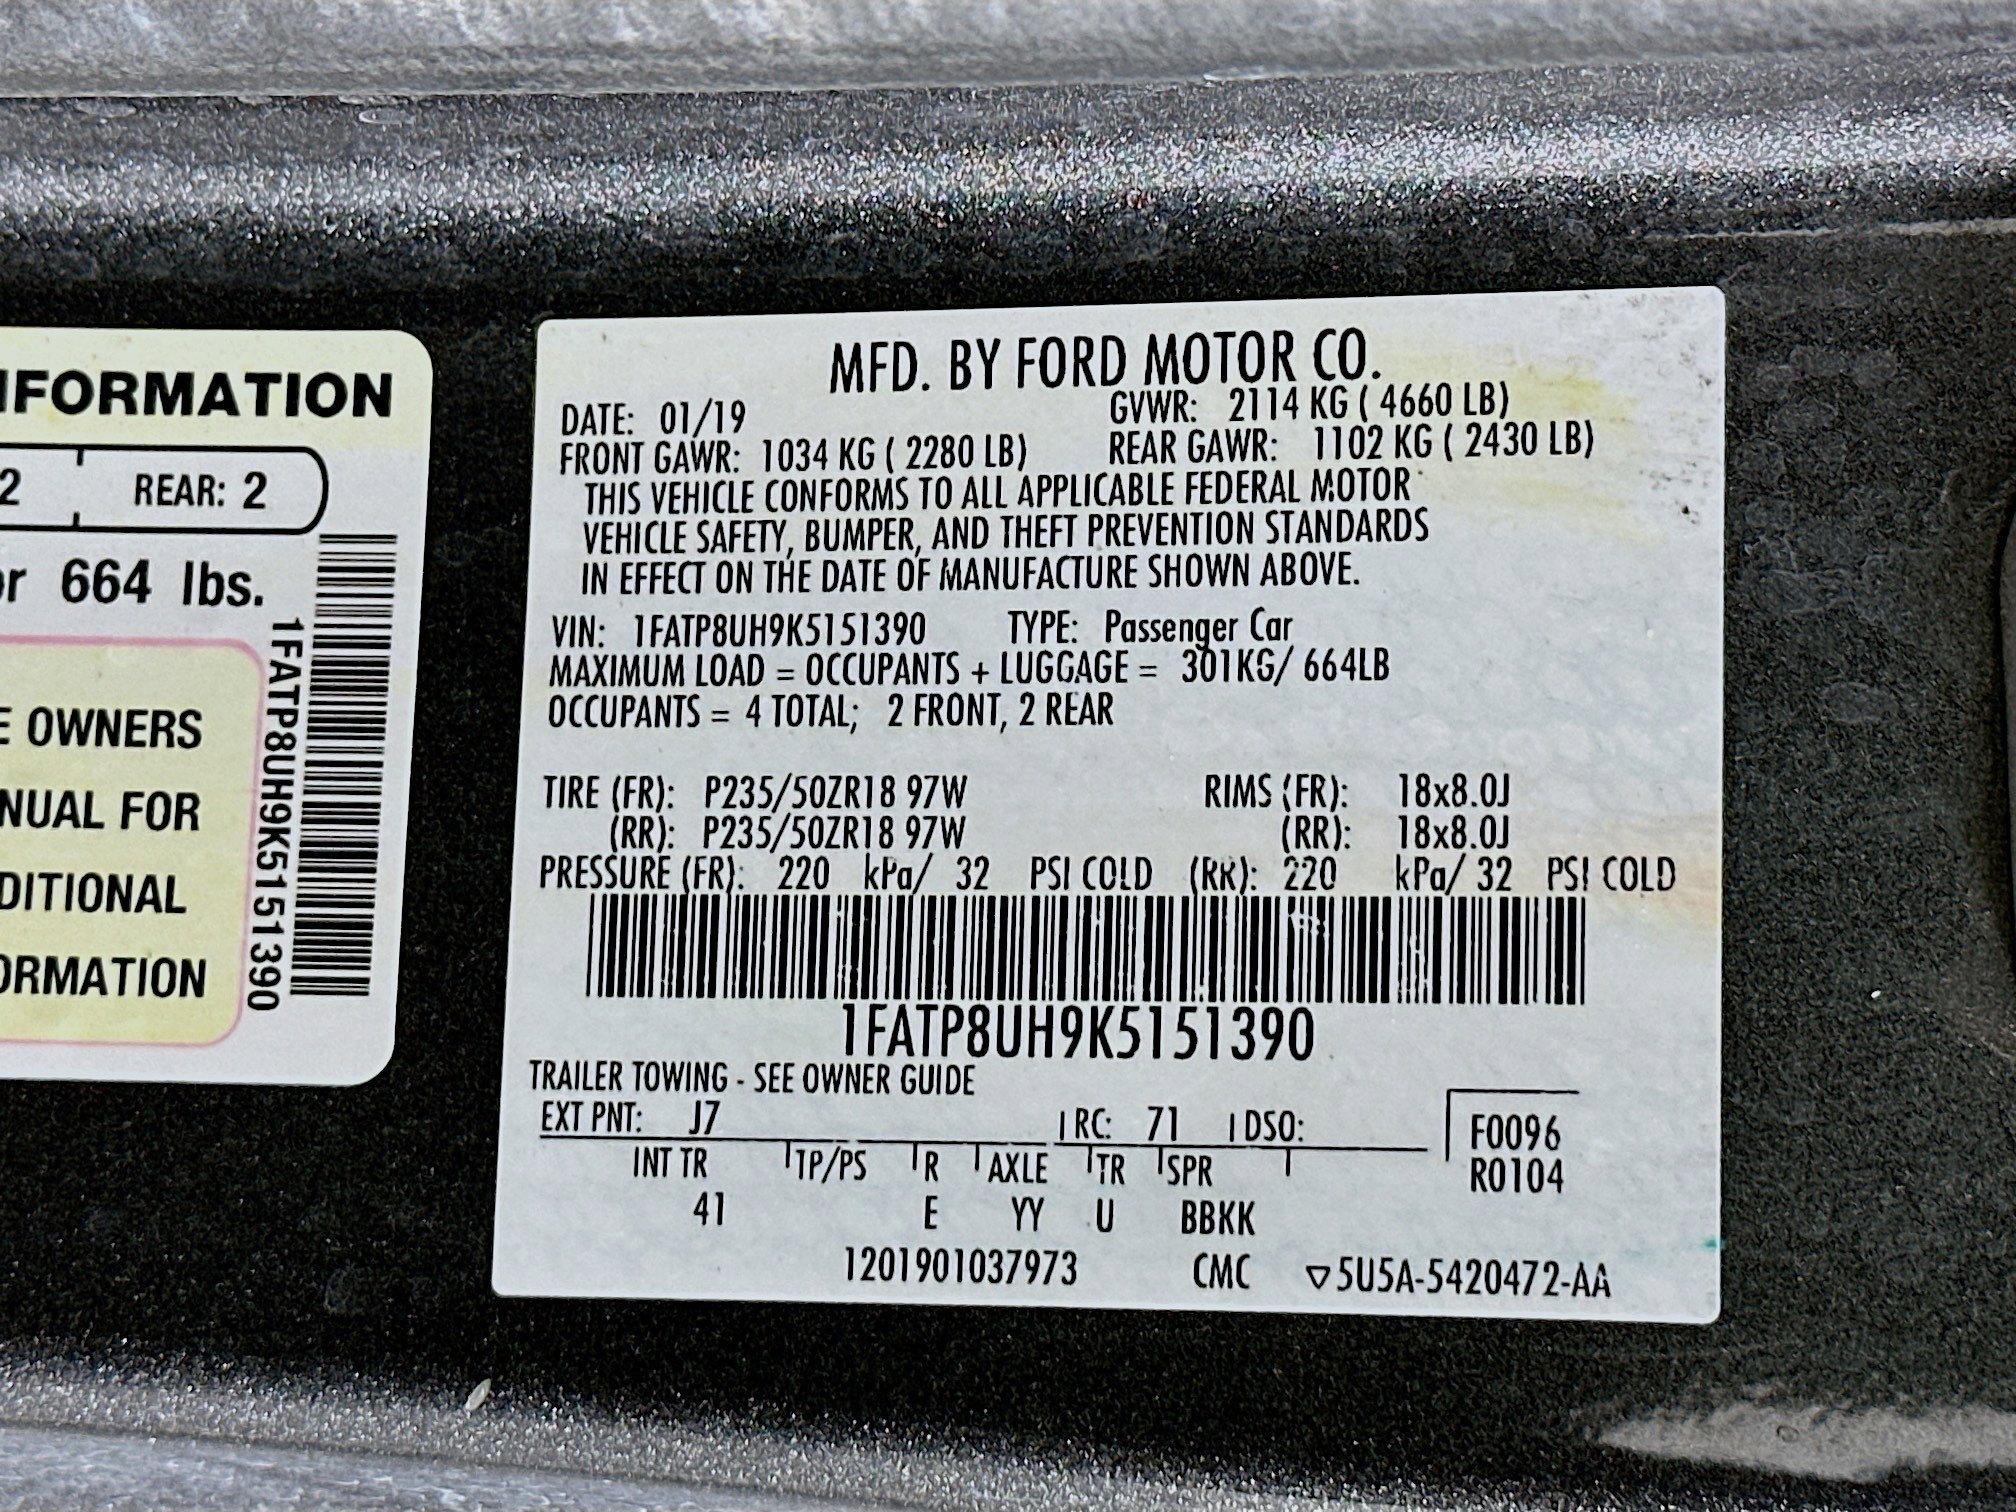 MFD. BY FORD MOTOR CO.
DATE: 01/19 GVWR: 2114 KG ( 4660 LB)
FRONT GAWR: 1034 KG ( 2280 LB) REAR GAWR: 1102 KG ( 2430 LB)
THIS VEHICLE CONFORMS TO ALL APPLICABLE FEDERAL MOTOR
VEHICLE SAFETY, BUMPER, AND THEFT PREVENTION STANDARDS
IN EFFECT ON THE DATE OF MANUFACTURE SHOWN ABOVE.
VIN: 1FATP8UH9K5151390 TYPE: Passenger Car
MAXIMUM LOAD = OCCUPANTS + LUGGAGE = 301KG/ 664LB
OCCUPANTS = 4 TOTAL; 2 FRONT, 2 REAR
TIRE (FR): P235/50ZR18 97W RIMS (FR): 18x8.0J
(RR): P235/50ZR18 97W (RR): 18x8.0J
PRESSURE (FR): 220 kPa/ 32 PSI COLD (RR): 220 kPa/ 32 PSI COLD
1FATP8UH9K5151390
TRAILER TOWING - SEE OWNER GUIDE
EXT PNT: J7 RC: 71 DSO: F0096
R0104
INT TR TP/PS R AXLE TR SPR
41 E YY U BBKK
1201901037973 CMC ▽5U5A-5420472-AA
NFORMATION
2 REAR: 2
or 664 lbs.
E OWNERS
NUAL FOR
DITIONAL
ORMATION
1FATP8UH9K5151390